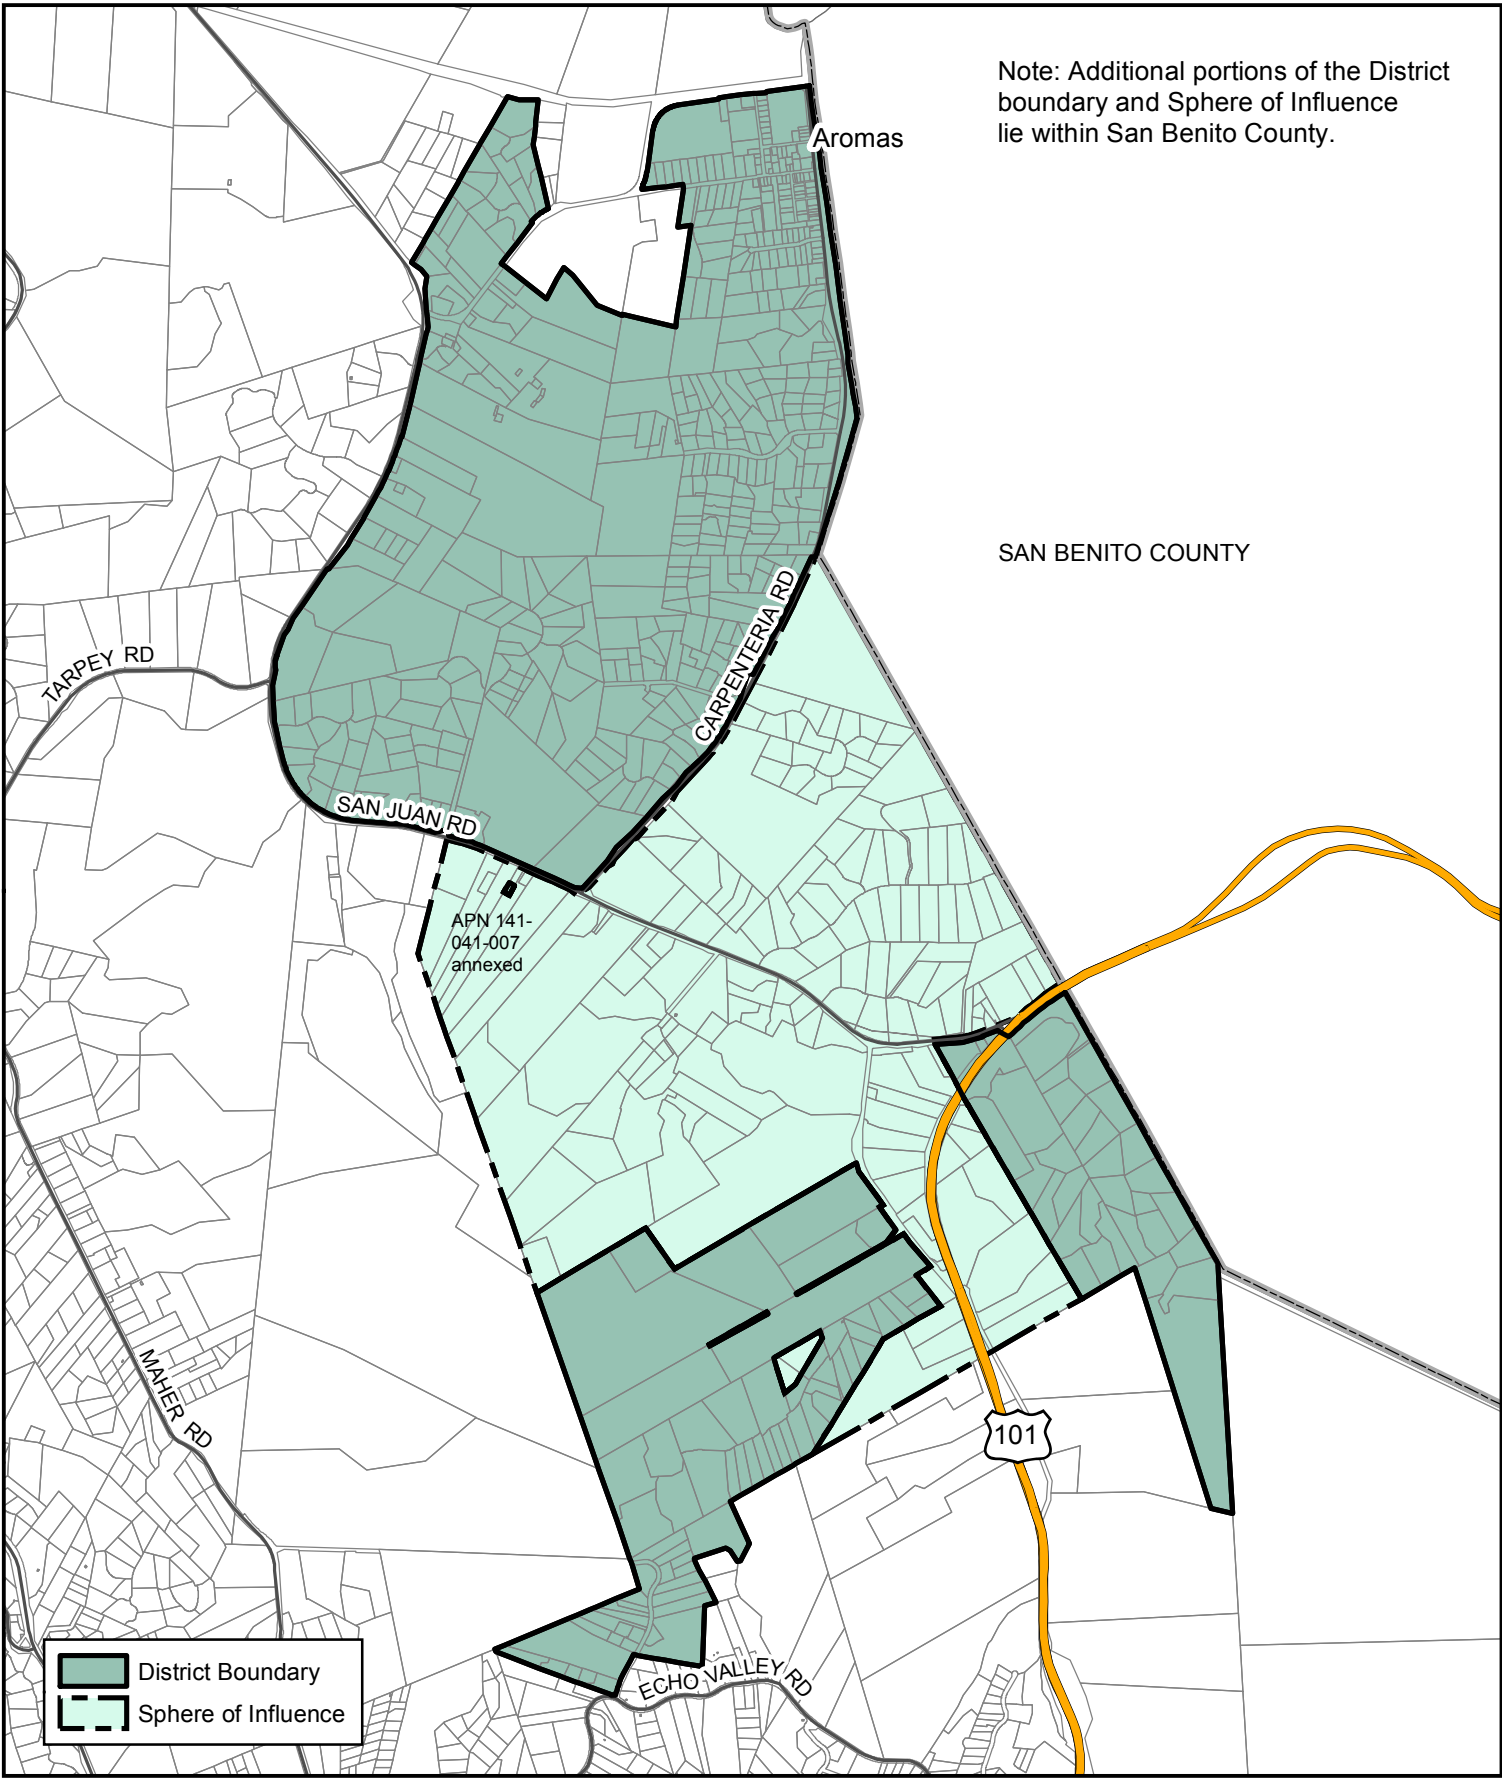 Note: Additional portions of the District
boundary and Sphere of Influence
lie within San Benito County.
Aromas
SAN BENITO COUNTY
CARPENTERIA RD
TARPEY RD
SAN JUAN RD
APN 141-
041-007
annexed
MAHER RD
101
ECHO VALLEY RD
District Boundary
Sphere of Influence